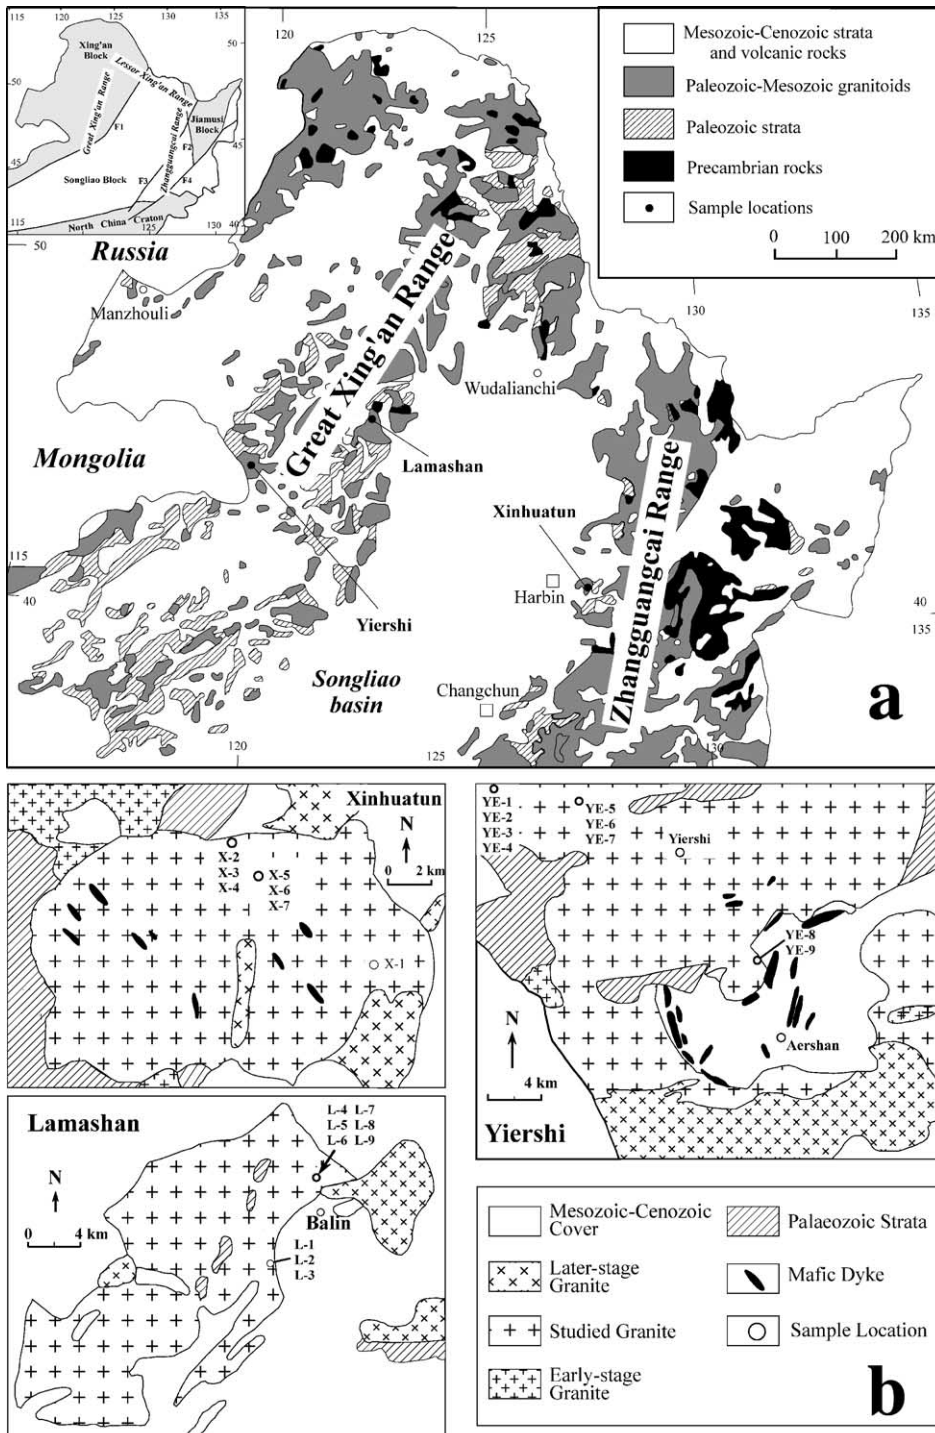 115
120
125
130
135
50
Xing'an
Block
Lessor Xing'an Range
Great Xing'an Range
F1
Jiamusi
Block
Zhangguangcai Range
F2
45
45
Songliao Block
F3
F4
North China Craton
115
125
130
135
40
50
120
125
Mesozoic-Cenozoic strata
and volcanic rocks
Paleozoic-Mesozoic granitoids
Paleozoic strata
Precambrian rocks
Sample locations
0 100 200 km
Russia
Manzhouli
130
135
Great Xing'an Range
Wudalianchi
Mongolia
Lamashan
Xinhuatun
Zhangguangcai Range
115
40
Harbin
40
135
Yiershi
Songliao
basin
Changchun
a
120
125
130
Xinhuatun
N
0 2 km
X-2
X-3
X-4
X-5
X-6
X-7
X-1
YE-1
YE-2
YE-3
YE-4
YE-5
YE-6
YE-7
Yiershi
YE-8
YE-9
N
4 km
Aershan
Yiershi
Lamashan
L-4 L-7
L-5 L-8
L-6 L-9
N
0 4 km
Balin
L-1
L-2
L-3
Mesozoic-Cenozoic
Cover
Later-stage
Granite
Studied Granite
Early-stage
Granite
Palaeozoic Strata
Mafic Dyke
Sample Location
b